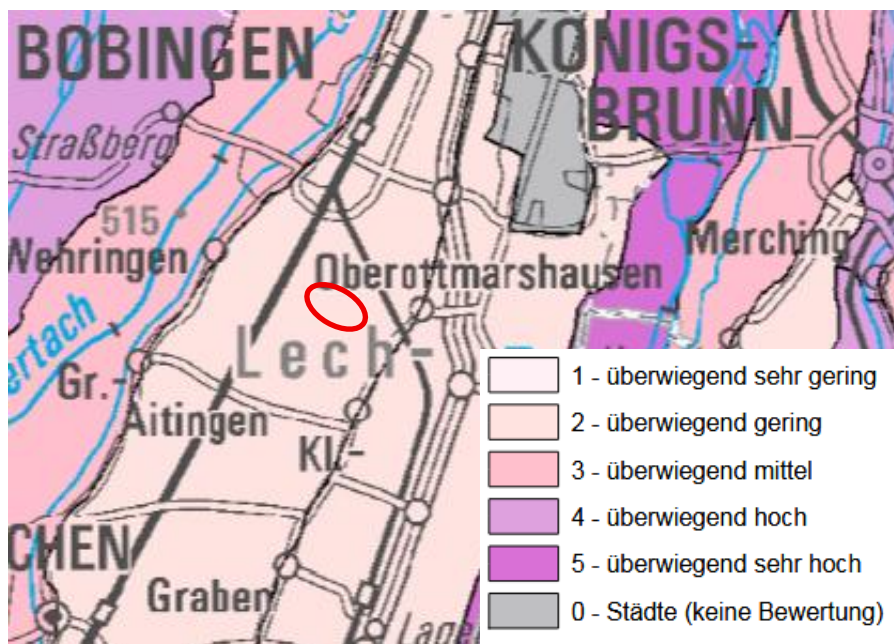 BOBINGEN
KÖNIGS-
BRUNN
Straßberg
515
Wehringen
Merching
Oberottmarshausen
ertach
Lech-
Gr.-
Aitingen
Kl.-
CHEN
Graben
Lage
1 - überwiegend sehr gering
2 - überwiegend gering
3 - überwiegend mittel
4 - überwiegend hoch
5 - überwiegend sehr hoch
0 - Städte (keine Bewertung)